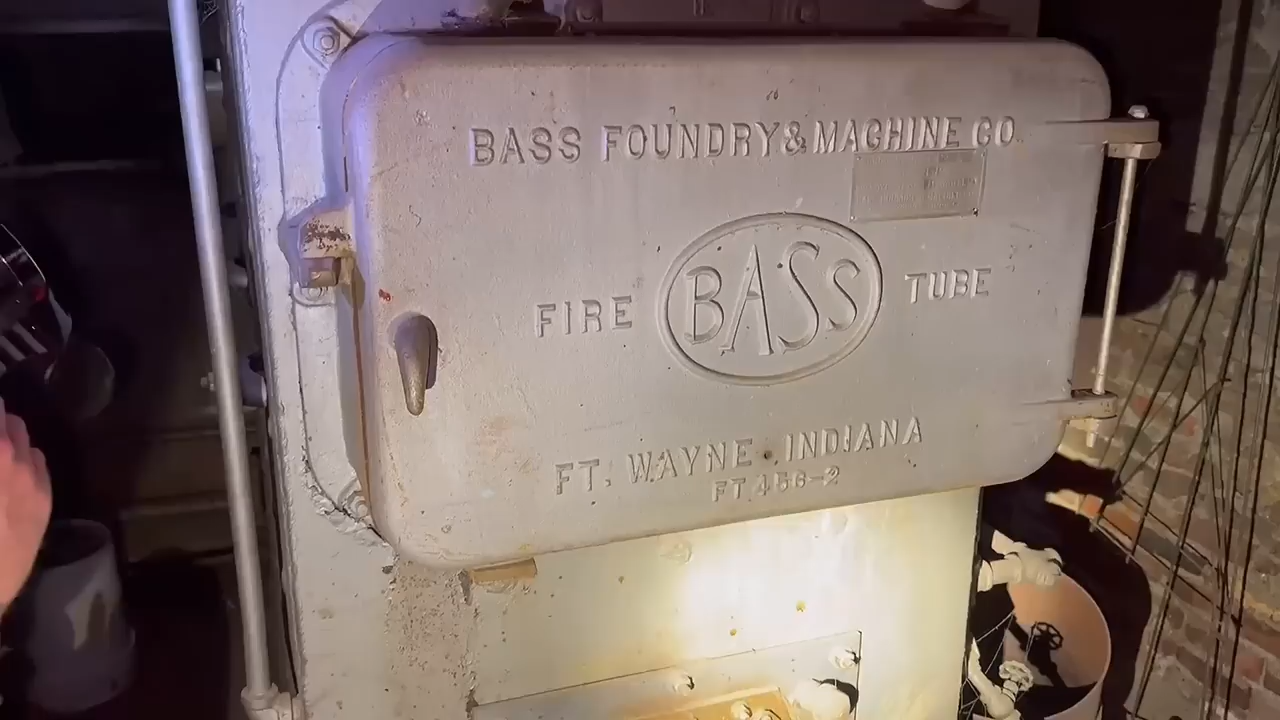 BASS FOUNDRY & MACHINE CO.
FIRE BASS TUBE
FT. WAYNE, INDIANA
FT 456-2